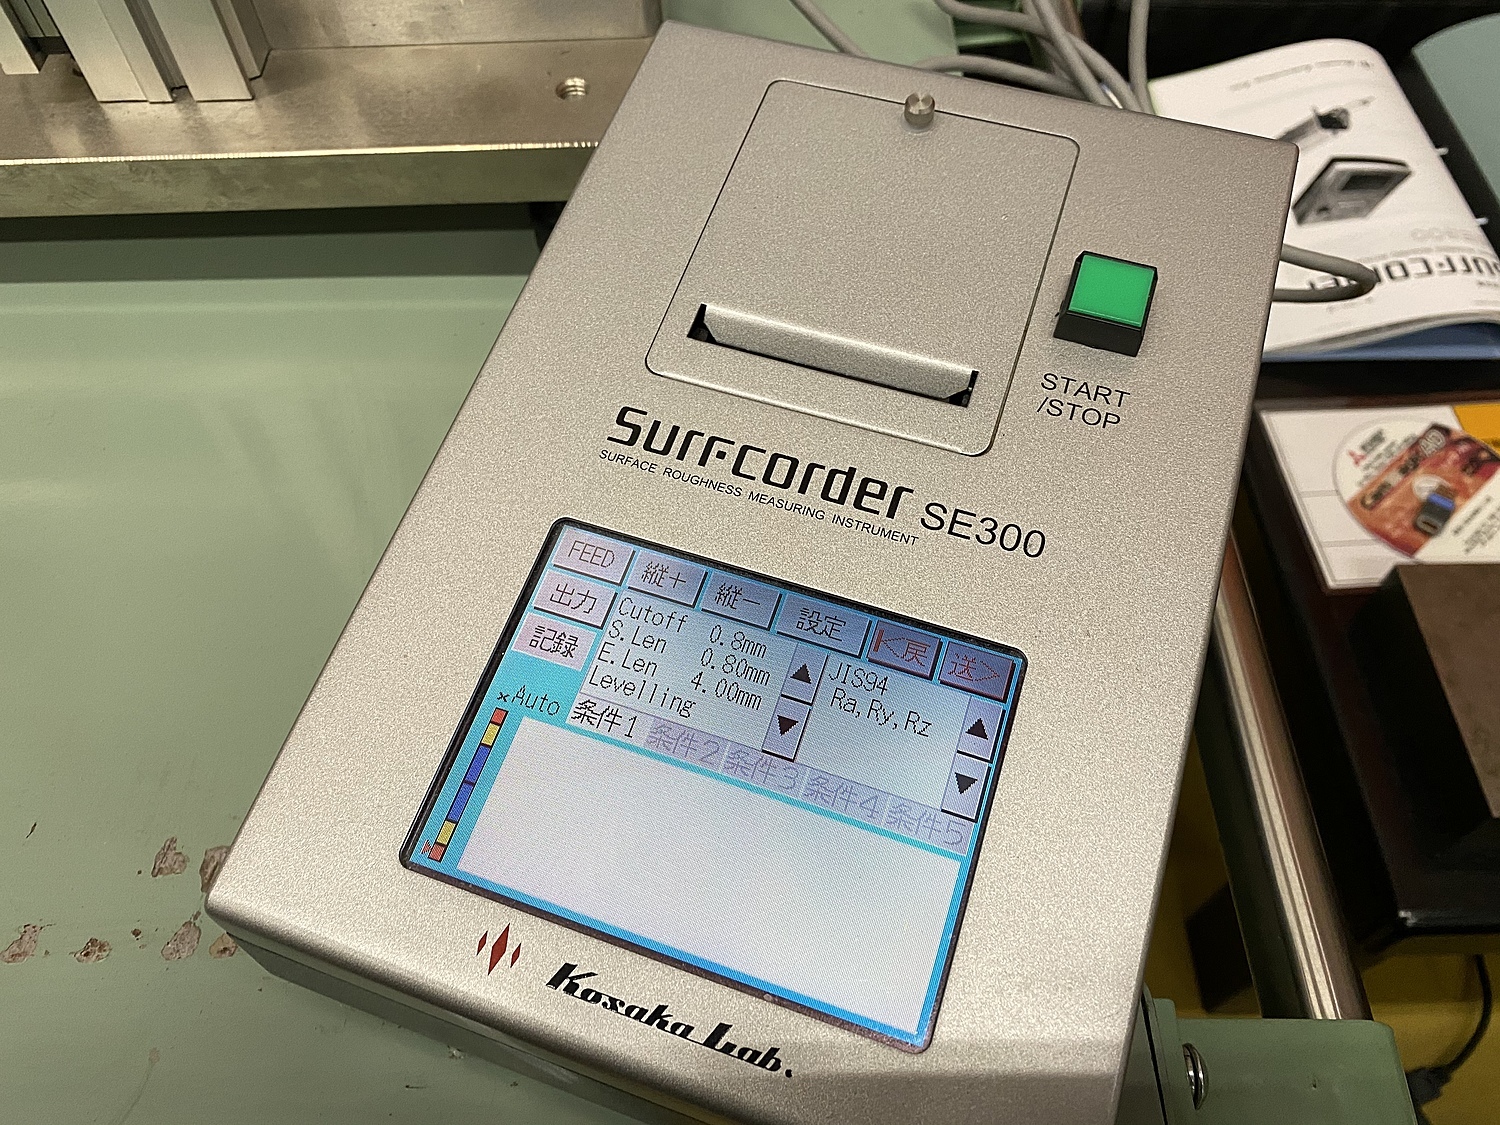 START
/STOP
Surfcorder SE300
SURFACE ROUGHNESS MEASURING INSTRUMENT
FEED 縦+ 縦− 設定 |<戻 送>
出力
記録
Cutoff 0.8mm
S.Len 0.80mm
E.Len 4.00mm
Levelling
▲
▼
JIS94
Ra,Ry,Rz
▲
▼
×Auto
条件1 条件2 条件3 条件4 条件5
Kosaka Lab.